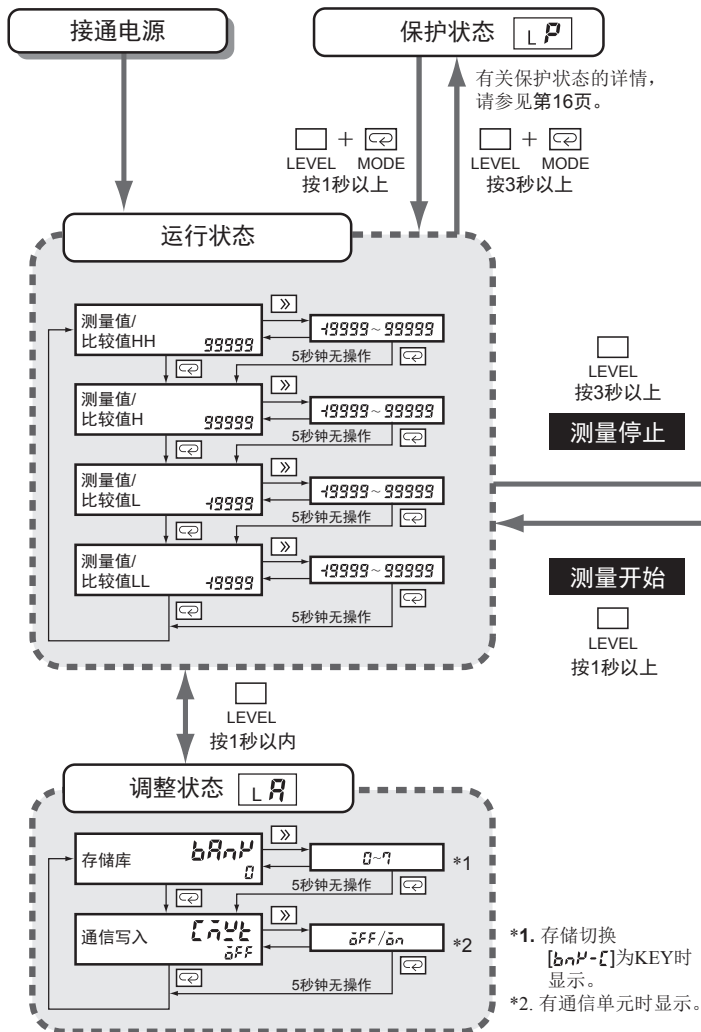 接通电源
保护状态 L P
有关保护状态的详情，
请参见第16页。
+
LEVEL MODE
按1秒以上
+
LEVEL MODE
按3秒以上
运行状态
测量值/
比较值HH 99999
-19999~99999
5秒钟无操作
测量值/
比较值H 99999
-19999~99999
5秒钟无操作
测量值/
比较值L -19999
-19999~99999
5秒钟无操作
测量值/
比较值LL -19999
-19999~99999
5秒钟无操作
LEVEL
按3秒以上
测量停止
测量开始
LEVEL
按1秒以上
LEVEL
按1秒以内
调整状态 L A
存储库 bAnK
0
0~7 *1
5秒钟无操作
通信写入 CMWt
oFF
oFF/on *2
5秒钟无操作
*1. 存储切换
[bnK-C]为KEY时
显示。
*2. 有通信单元时显示。